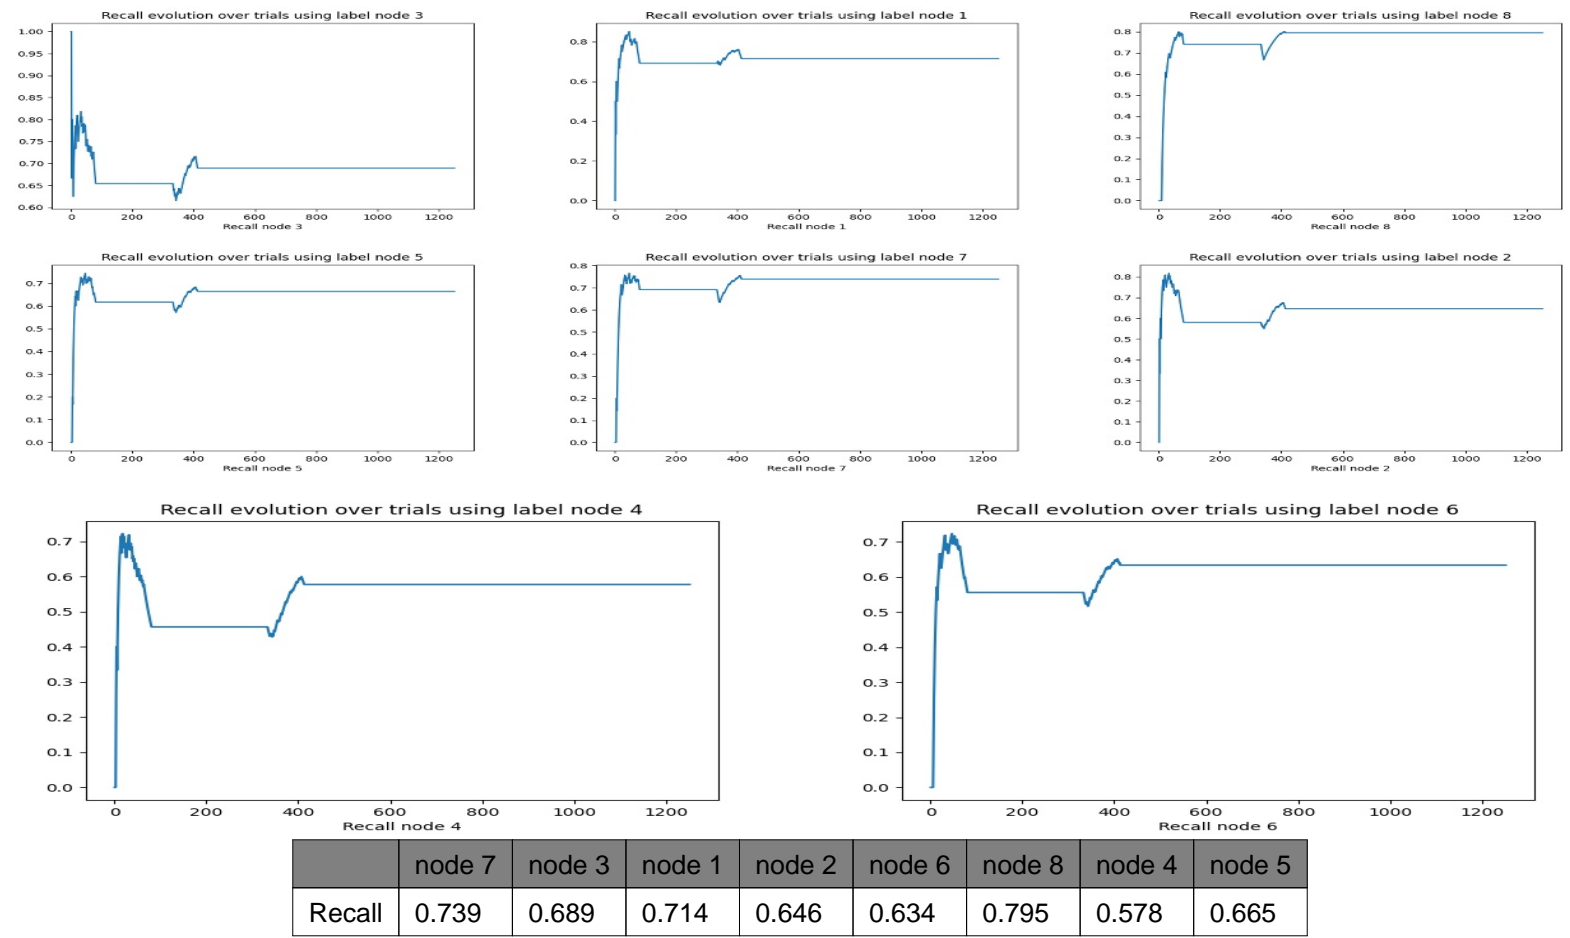 Recall evolution over trials using label node 3
1.00
0.95
0.90
0.85
0.80
0.75
0.70
0.65
0.60
0 200 400 600 800 1000 1200
Recall node 3
Recall evolution over trials using label node 1
0.8
0.6
0.4
0.2
0.0
0 200 400 600 800 1000 1200
Recall node 1
Recall evolution over trials using label node 8
0.8
0.7
0.6
0.5
0.4
0.3
0.2
0.1
0.0
0 200 400 600 800 1000 1200
Recall node 8
Recall evolution over trials using label node 5
0.7
0.6
0.5
0.4
0.3
0.2
0.1
0.0
0 200 400 600 800 1000 1200
Recall node 5
Recall evolution over trials using label node 7
0.8
0.7
0.6
0.5
0.4
0.3
0.2
0.1
0.0
0 200 400 600 800 1000 1200
Recall node 7
Recall evolution over trials using label node 2
0.8
0.7
0.6
0.5
0.4
0.3
0.2
0.1
0.0
0 200 400 600 800 1000 1200
Recall node 2
Recall evolution over trials using label node 4
0.7
0.6
0.5
0.4
0.3
0.2
0.1
0.0
0 200 400 600 800 1000 1200
Recall node 4
Recall evolution over trials using label node 6
0.7
0.6
0.5
0.4
0.3
0.2
0.1
0.0
0 200 400 600 800 1000 1200
Recall node 6
node 7 node 3 node 1 node 2 node 6 node 8 node 4 node 5
Recall 0.739 0.689 0.714 0.646 0.634 0.795 0.578 0.665